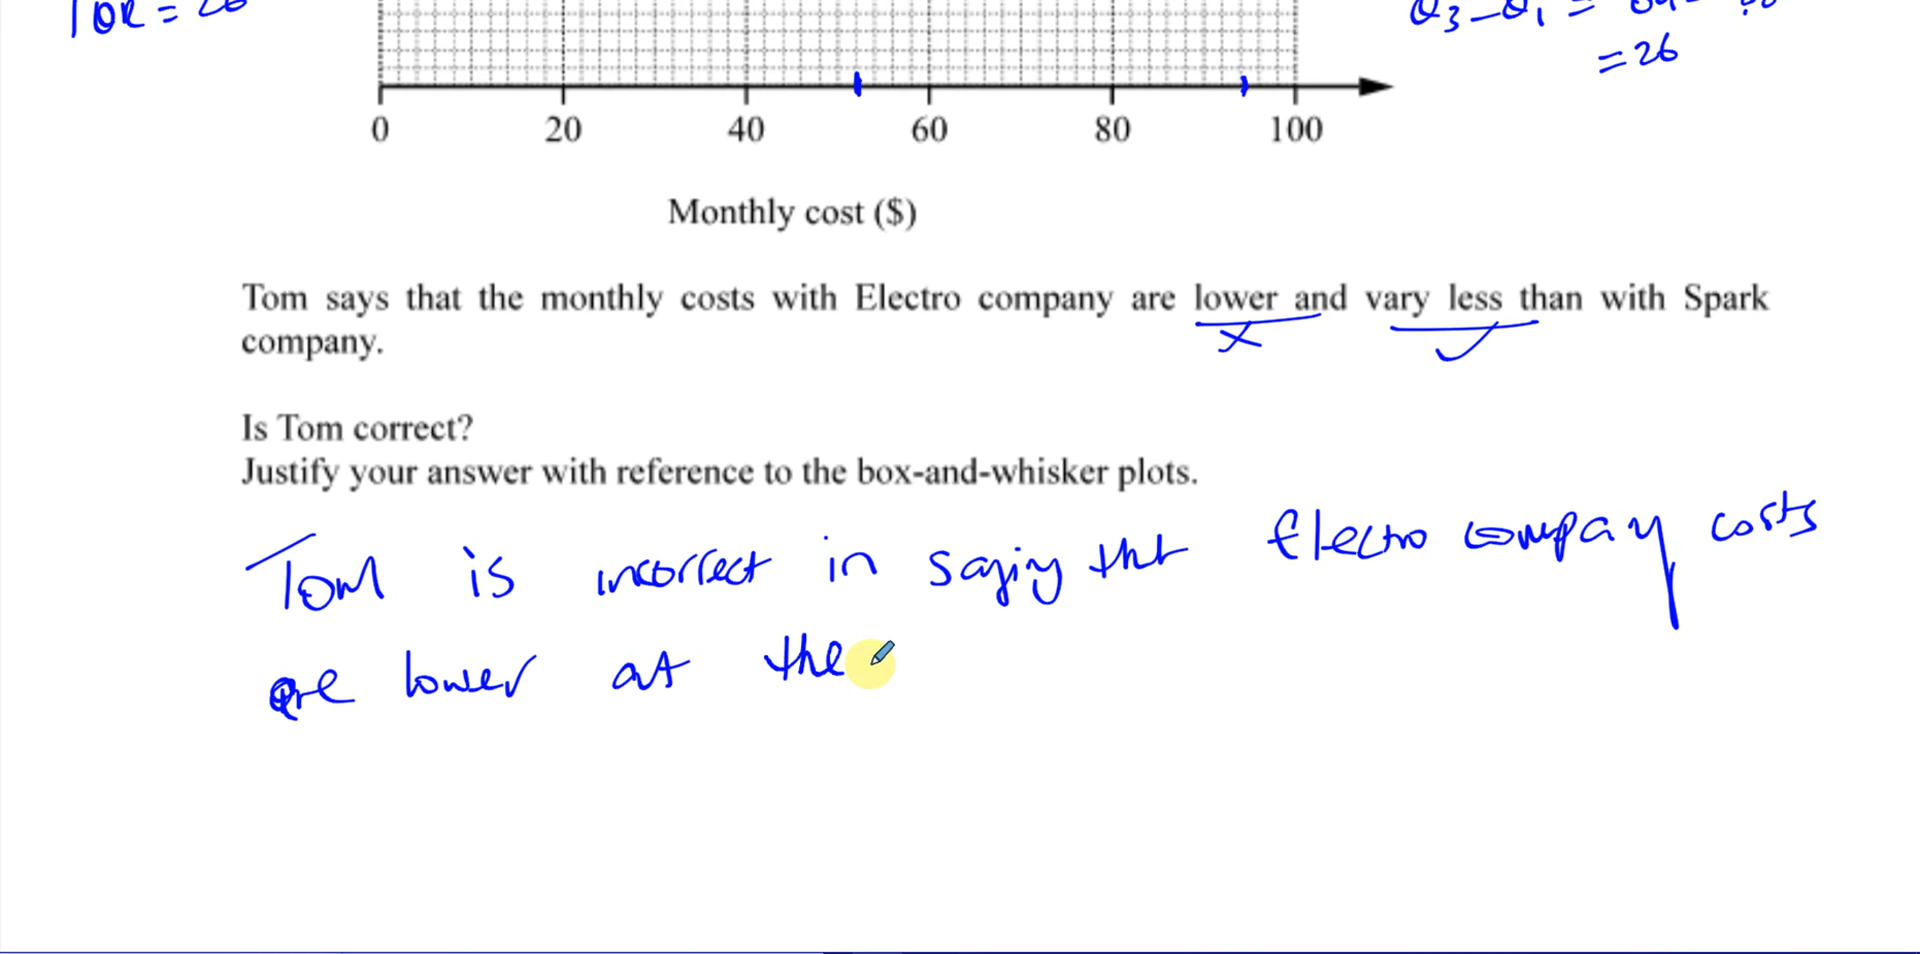 IQR = 26
Q3 - Q1 =
= 26
0 20 40 60 80 100
Monthly cost ($)
Tom says that the monthly costs with Electro company are lower and vary less than with Spark
company.
Is Tom correct?
Justify your answer with reference to the box-and-whisker plots.
Tom is incorrect in saying tht Electro compay costs
are lower at the